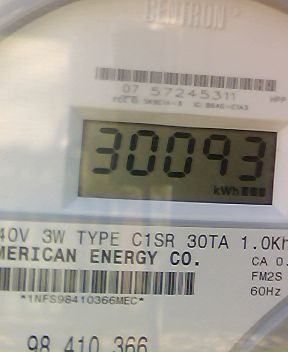 CENTRON
07 57245311
30093
kWh
40V 3W TYPE C1SR 30TA 1.0Kh
MERICAN ENERGY CO.
CA 0.
FM2S
60Hz
*1NFS98410366MEC*
98 410 366